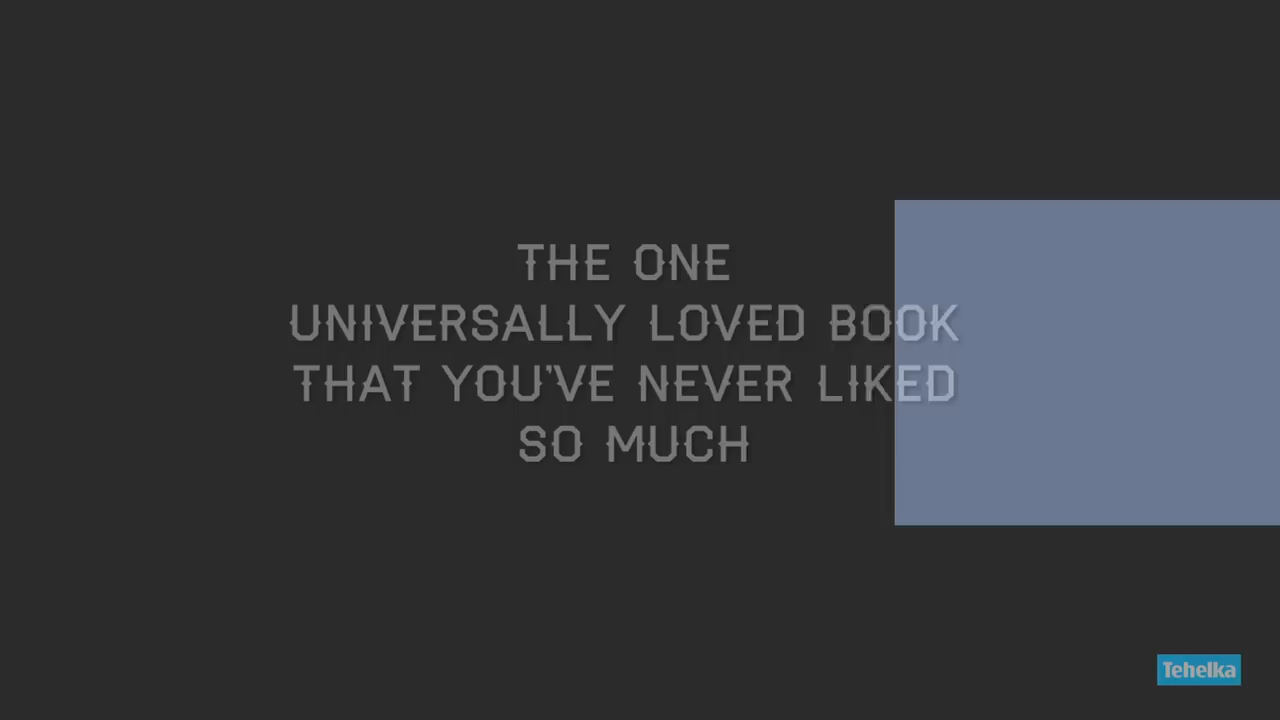 THE ONE
UNIVERSALLY LOVED BOOK
THAT YOU'VE NEVER LIKED
SO MUCH
Tehelka